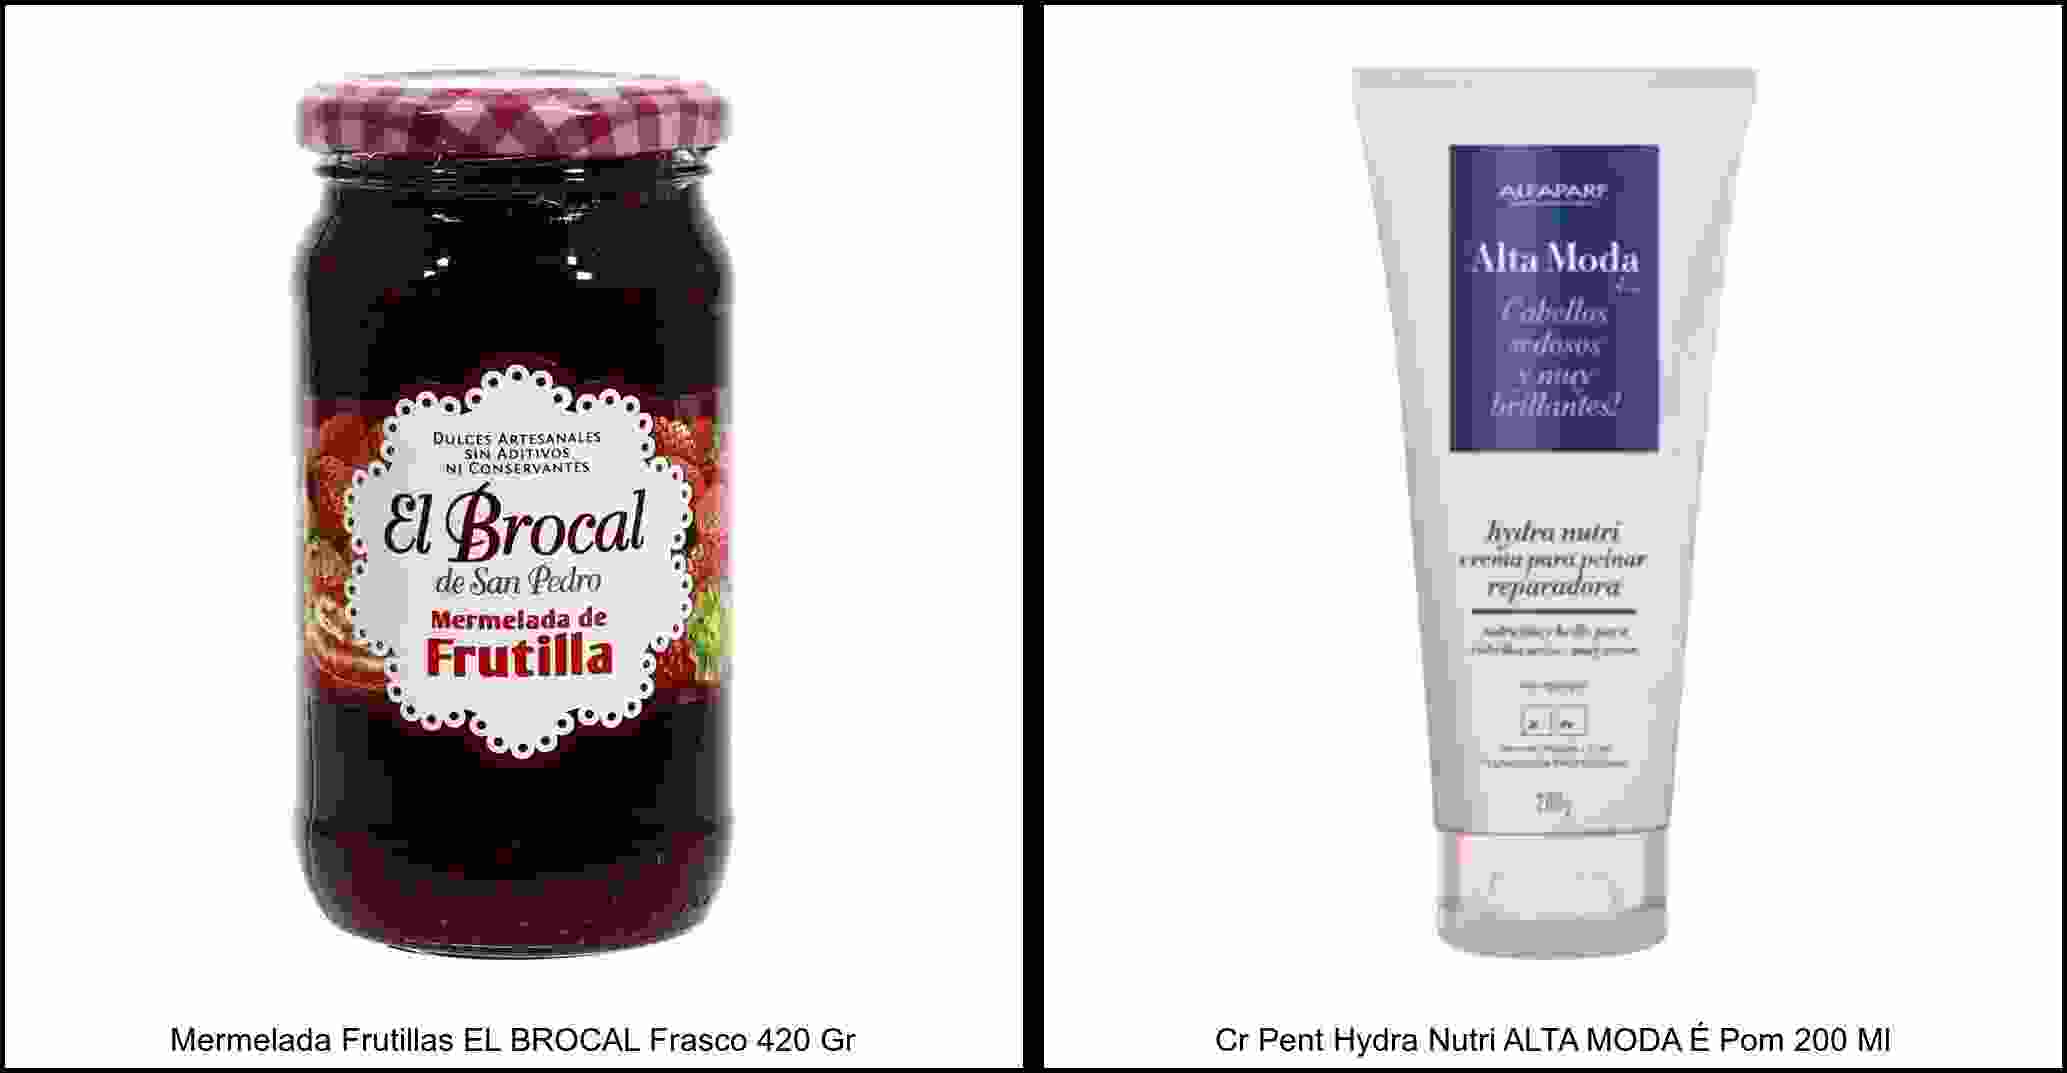 DULCES ARTESANALES
SIN ADITIVOS
NI CONSERVANTES
El Brocal
de San Pedro
Mermelada de
Frutilla
Mermelada Frutillas EL BROCAL Frasco 420 Gr
ALFAPARF
Alta Moda
é...
Cabellos
sedosos
y muy
brillantes!
hydra nutri
crema para peinar
reparadora
Cr Pent Hydra Nutri ALTA MODA É Pom 200 Ml